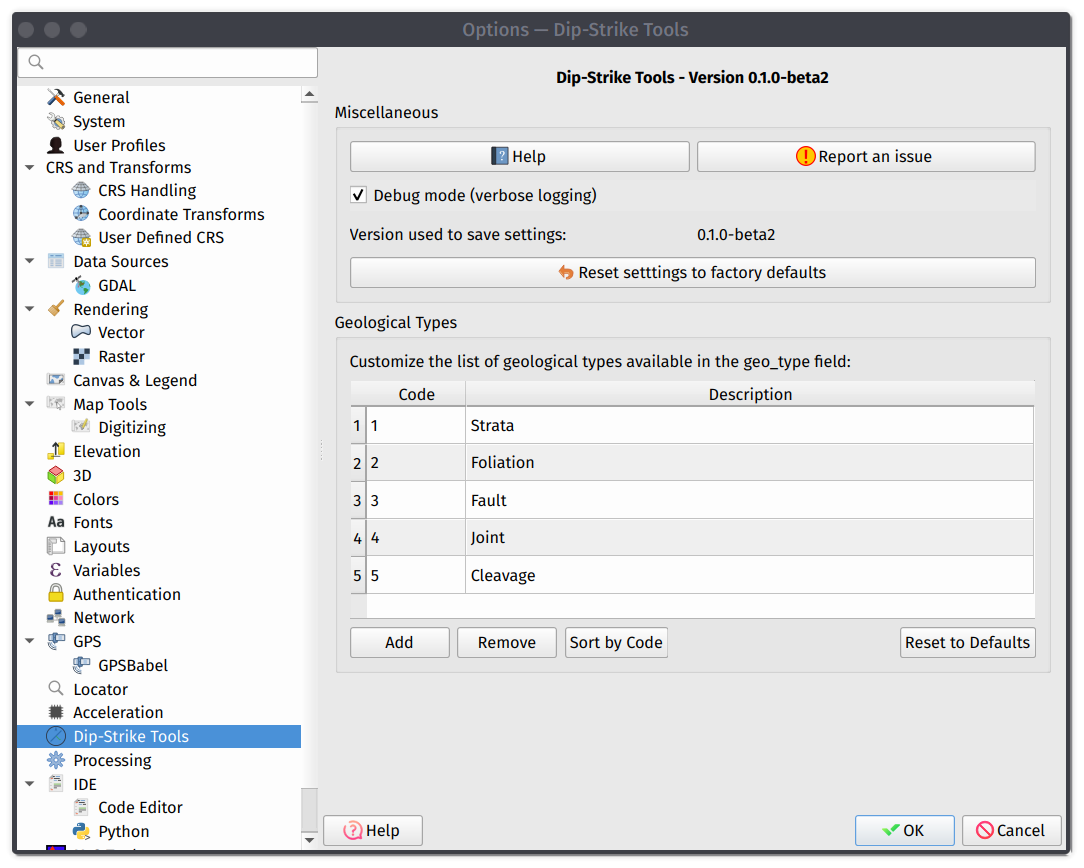 Options — Dip-Strike Tools
General
System
User Profiles
CRS and Transforms
CRS Handling
Coordinate Transforms
User Defined CRS
Data Sources
GDAL
Rendering
Vector
Raster
Canvas & Legend
Map Tools
Digitizing
Elevation
3D
Colors
Aa Fonts
Layouts
ε Variables
Authentication
Network
GPS
GPSBabel
Locator
Acceleration
Dip-Strike Tools
Processing
IDE
Code Editor
Python
Dip-Strike Tools - Version 0.1.0-beta2
Miscellaneous
? Help
! Report an issue
Debug mode (verbose logging)
Version used to save settings: 0.1.0-beta2
Reset setttings to factory defaults
Geological Types
Customize the list of geological types available in the geo_type field:
Code Description
1 1 Strata
2 2 Foliation
3 3 Fault
4 4 Joint
5 5 Cleavage
Add Remove Sort by Code Reset to Defaults
? Help OK Cancel